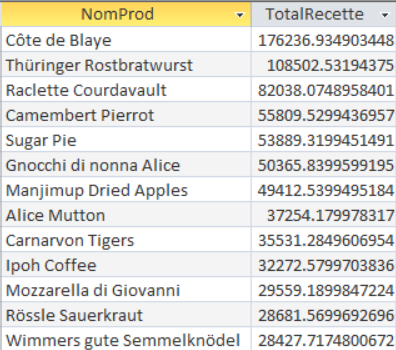 NomProd TotalRecette
Côte de Blaye 176236.934903448
Thüringer Rostbratwurst 108502.53194375
Raclette Courdavault 82038.0748958401
Camembert Pierrot 55809.5299436957
Sugar Pie 53889.3199451491
Gnocchi di nonna Alice 50365.8399599195
Manjimup Dried Apples 49412.5399495184
Alice Mutton 37254.179978317
Carnarvon Tigers 35531.2849606954
Ipoh Coffee 32272.5799703836
Mozzarella di Giovanni 29559.1899847224
Rössle Sauerkraut 28681.5699692696
Wimmers gute Semmelknödel 28427.7174800672